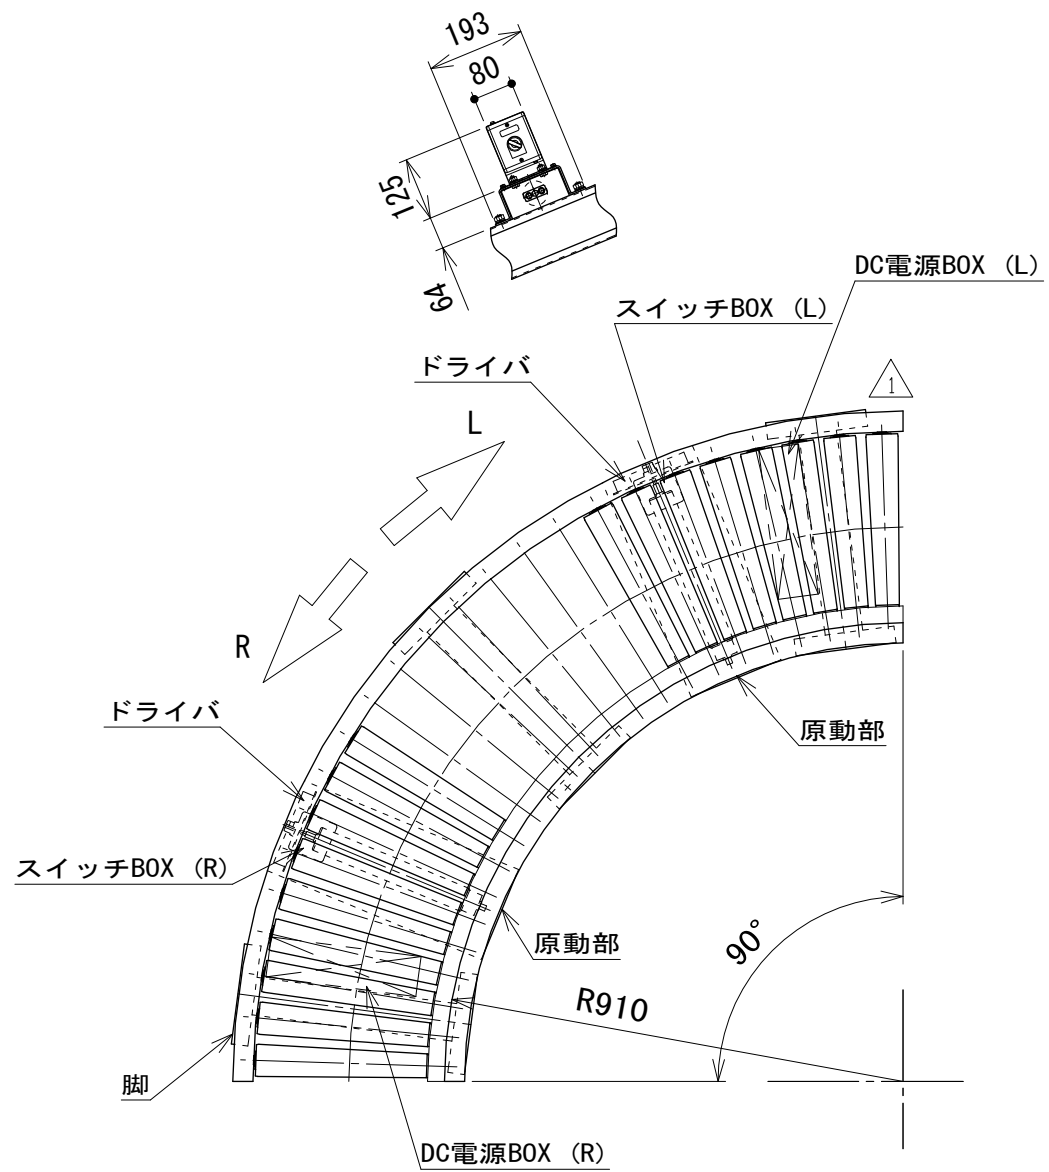 193
80
125
64
DC電源BOX (L)
スイッチBOX (L)
ドライバ
1
L
R
ドライバ
原動部
スイッチBOX (R)
原動部
90°
R910
脚
DC電源BOX (R)